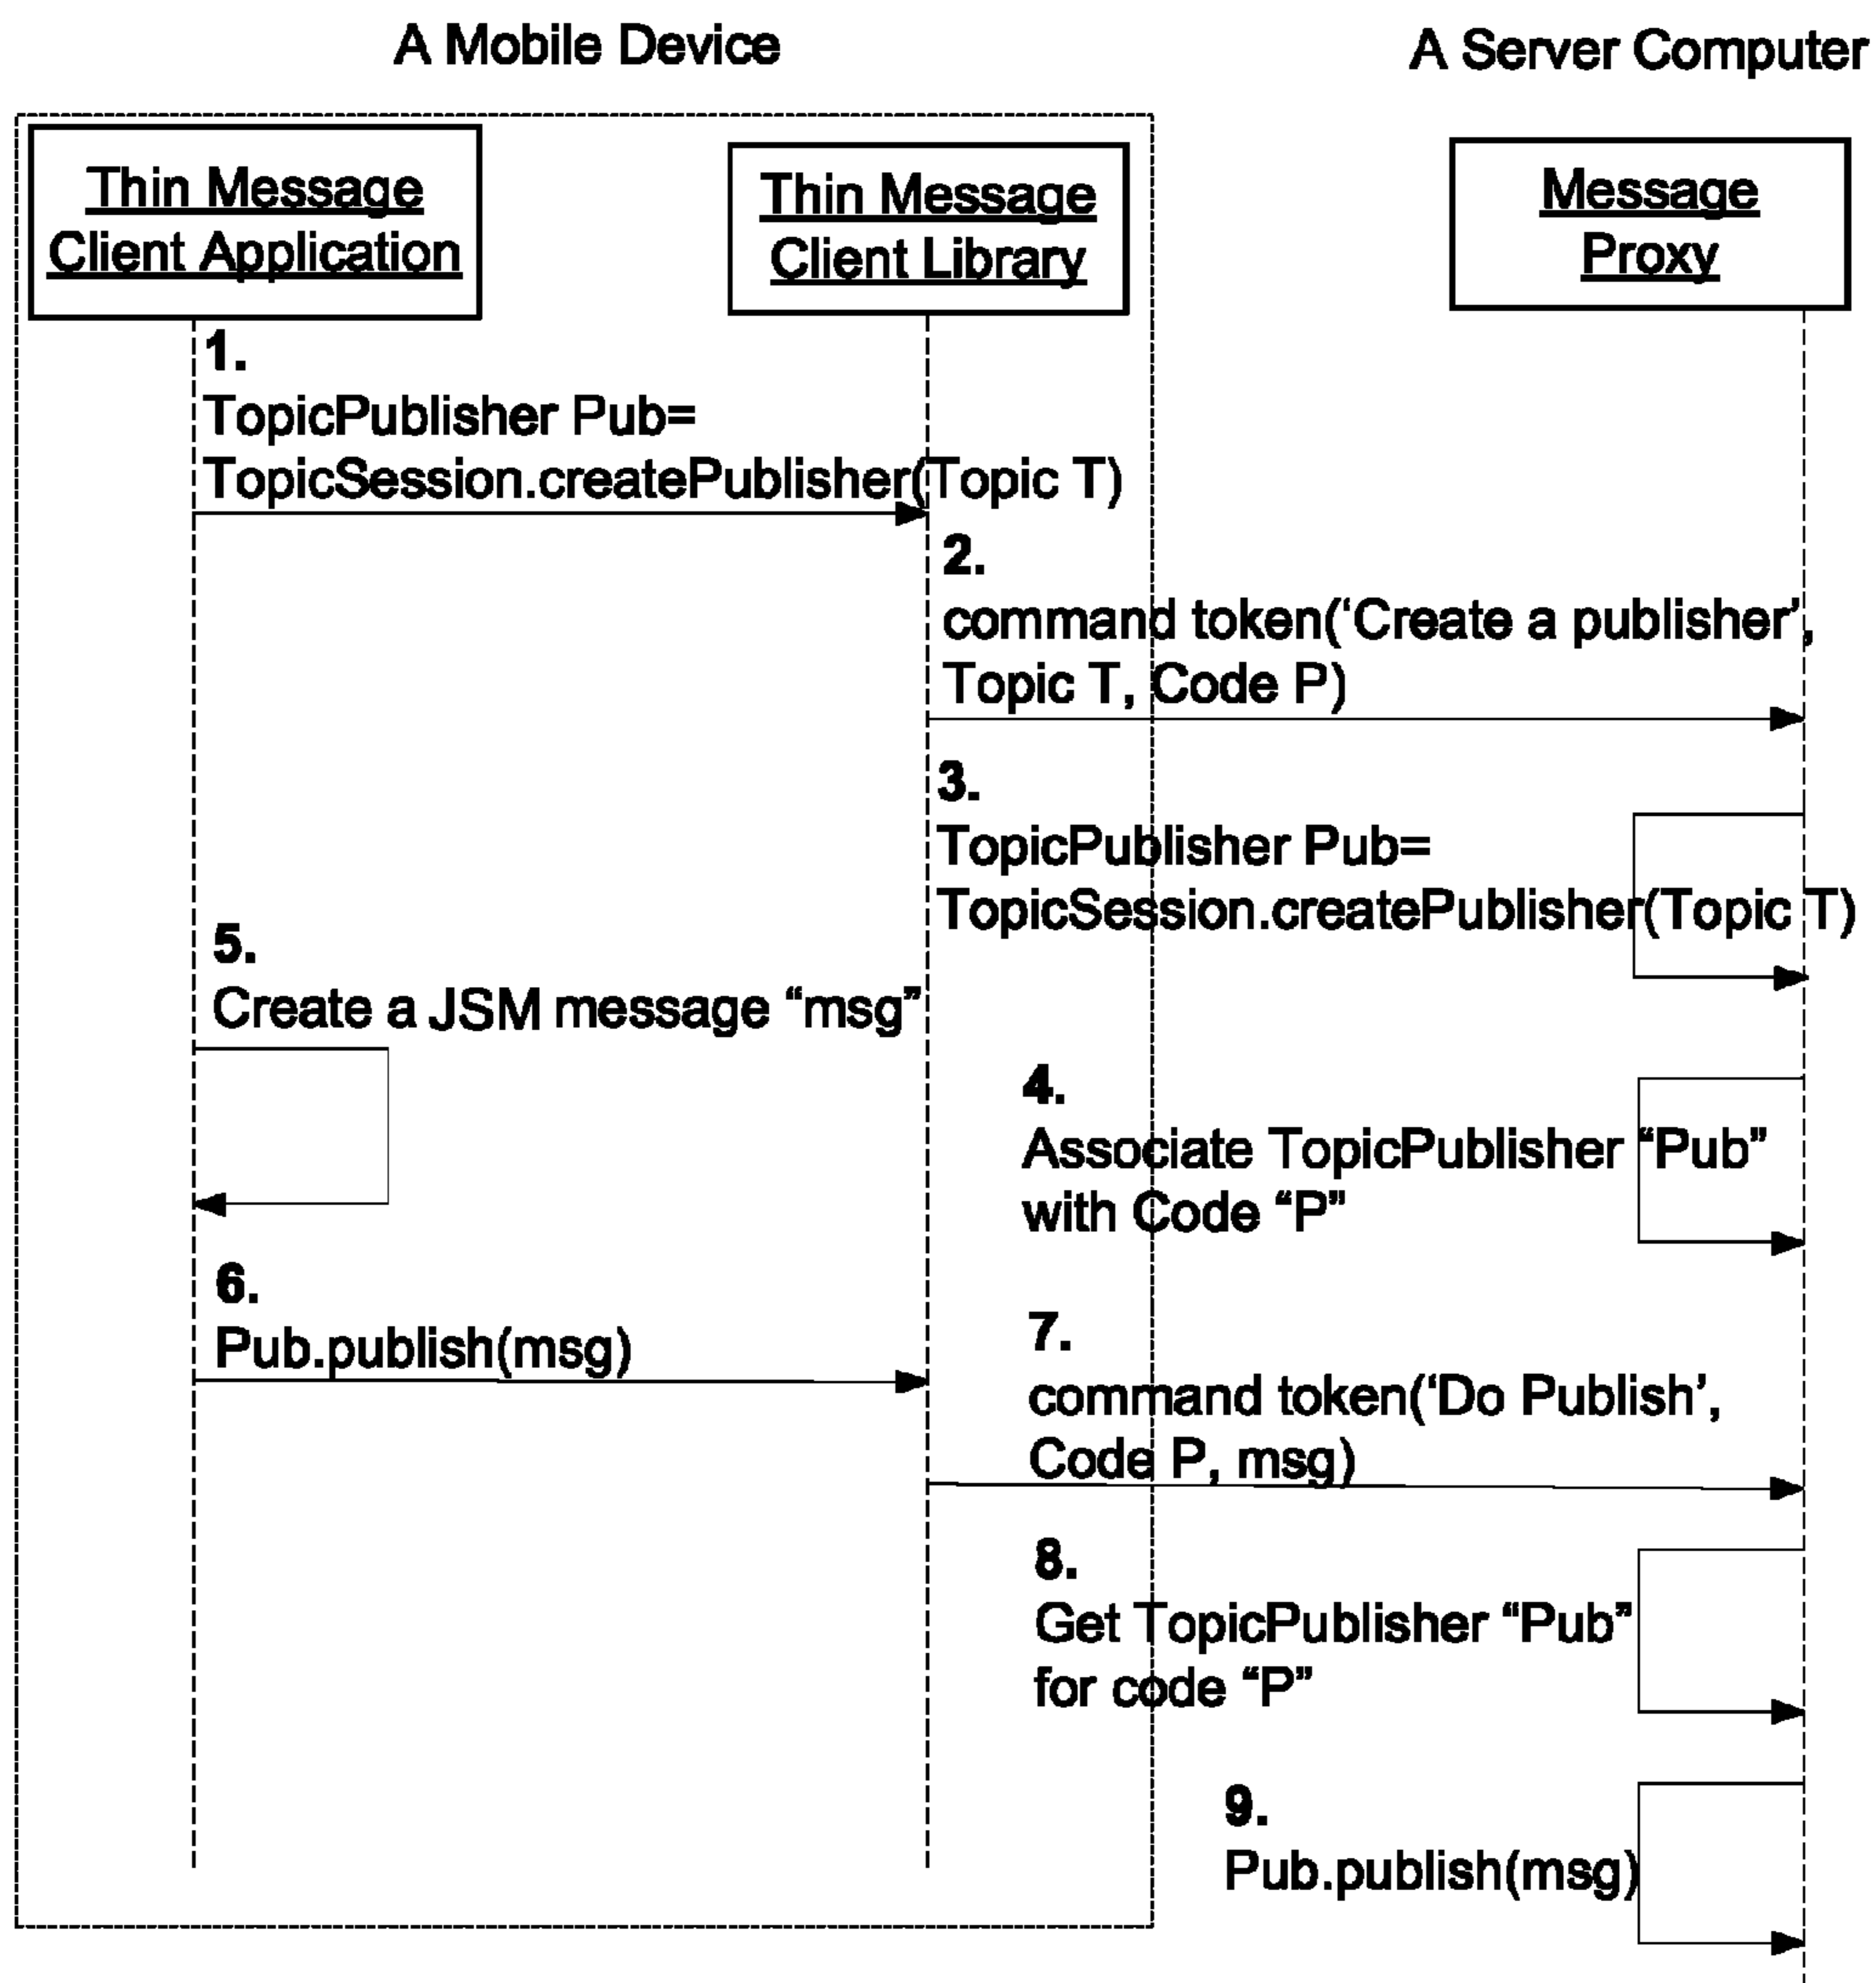 A Mobile Device
A Server Computer
Thin Message
Client Application
Thin Message
Client Library
Message
Proxy
1.
TopicPublisher Pub=
TopicSession.createPublisher(Topic T)
2.
command token(‘Create a publisher’,
Topic T, Code P)
3.
TopicPublisher Pub=
TopicSession.createPublisher(Topic T)
5.
Create a JSM message “msg”
4.
Associate TopicPublisher “Pub”
with Code “P”
6.
Pub.publish(msg)
7.
command token(‘Do Publish’,
Code P, msg)
8.
Get TopicPublisher “Pub”
for code “P”
9.
Pub.publish(msg)